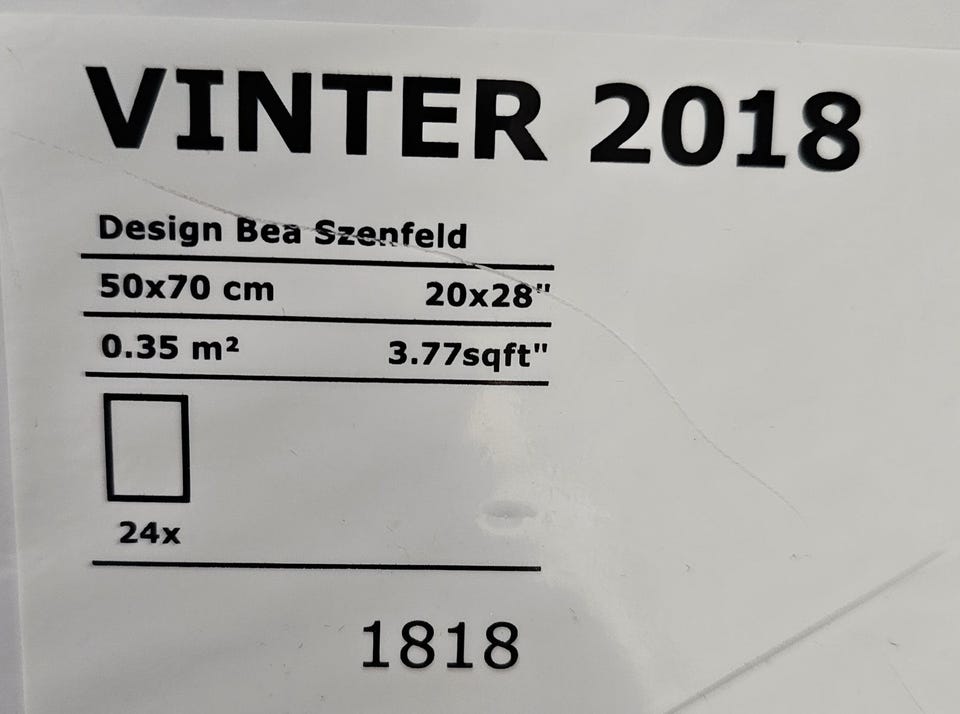 VINTER 2018
Design Bea Szenfeld
50x70 cm 20x28"
0.35 m² 3.77sqft"
24x
1818